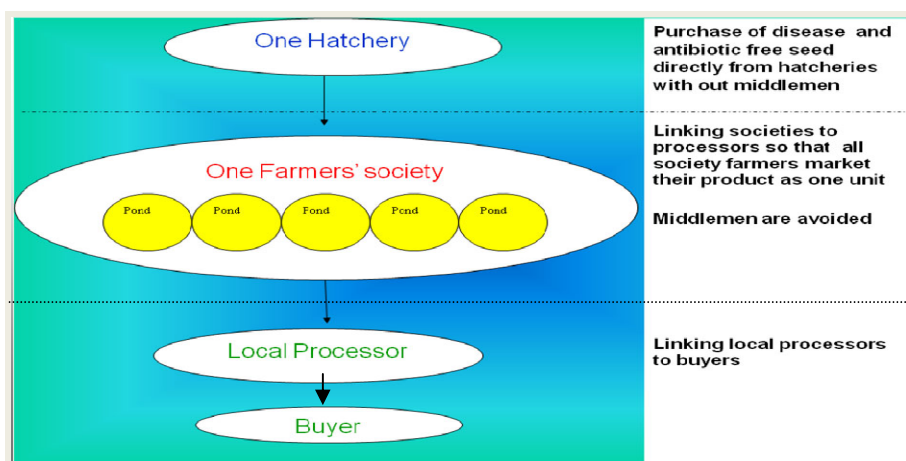 One Hatchery
Purchase of disease and
antibiotic free seed
directly from hatcheries
with out middlemen
One Farmers' society
Pond Pond Pond Pond Pond
Linking societies to
processors so that all
society farmers market
their product as one unit
Middlemen are avoided
Local Processor
Linking local processors
to buyers
Buyer